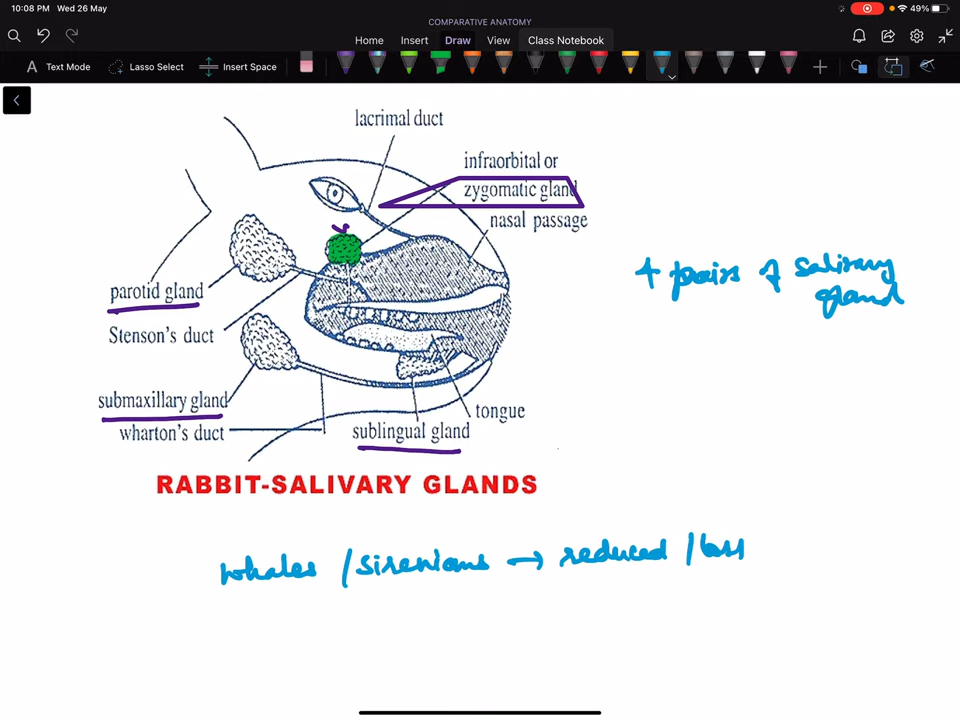 10:08 PM Wed 26 May
49%
COMPARATIVE ANATOMY
Home Insert Draw View Class Notebook
Text Mode Lasso Select Insert Space
lacrimal duct
infraorbital or
zygomatic gland
nasal passage
parotid gland
Stenson's duct
submaxillary gland
wharton's duct
sublingual gland
tongue
RABBIT-SALIVARY GLANDS
4 pairs of salivary
gland
whales / sirenians → reduced / loss